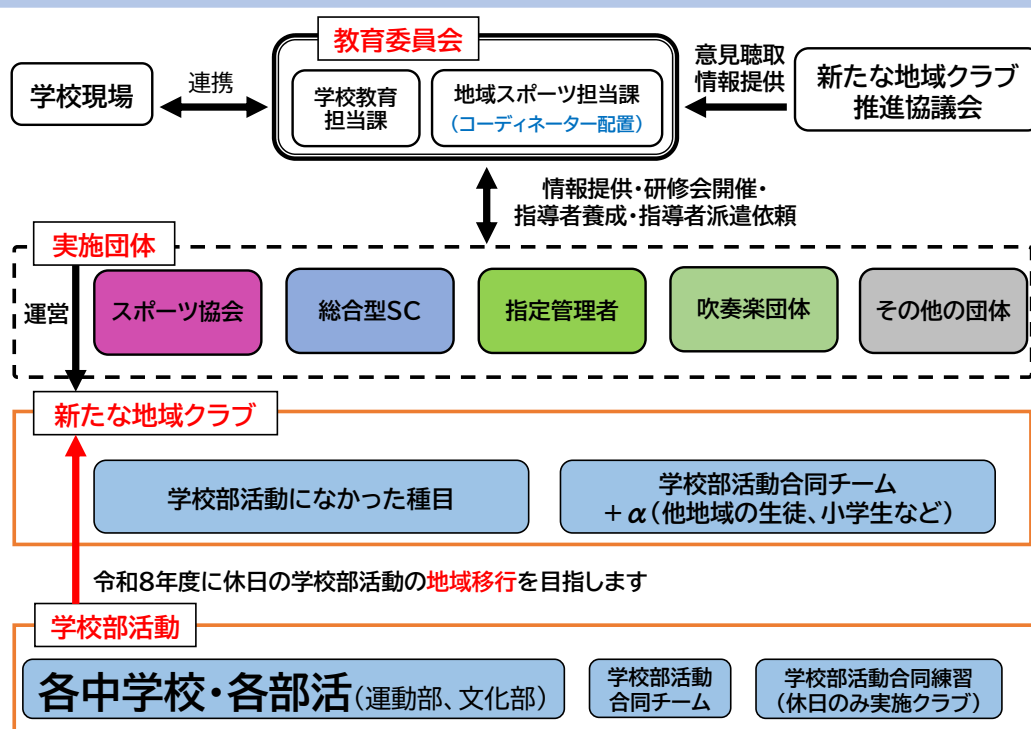 教育委員会
学校現場
連携
学校教育
担当課
地域スポーツ担当課
(コーディネーター配置)
意見聴取
情報提供
新たな地域クラブ
推進協議会
情報提供・研修会開催・
指導者養成・指導者派遣依頼
実施団体
運営
スポーツ協会
総合型SC
指定管理者
吹奏楽団体
その他の団体
新たな地域クラブ
学校部活動になかった種目
学校部活動合同チーム
+α(他地域の生徒、小学生など)
令和8年度に休日の学校部活動の地域移行を目指します
学校部活動
各中学校・各部活(運動部、文化部)
学校部活動
合同チーム
学校部活動合同練習
(休日のみ実施クラブ)